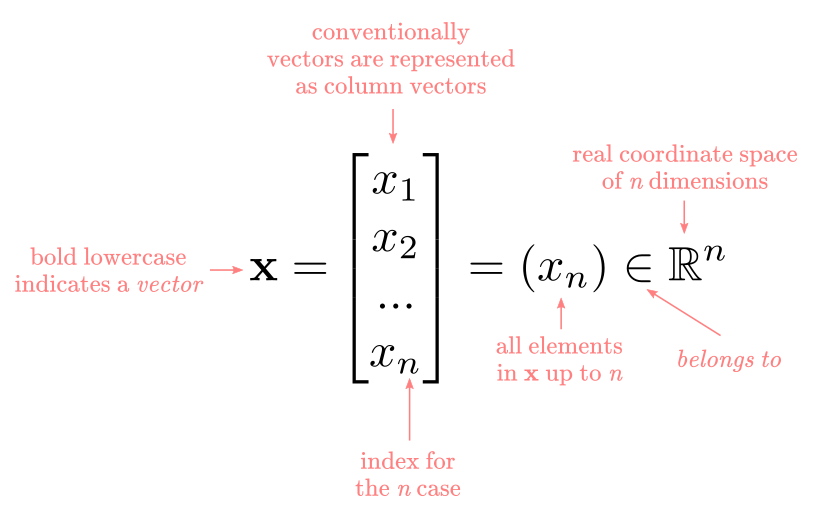 conventionally
vectors are represented
as column vectors
real coordinate space
of n dimensions
bold lowercase
indicates a vector
x = [x₁ x₂ ... xₙ] = (xₙ) ∈ ℝⁿ
all elements
in x up to n
belongs to
index for
the n case